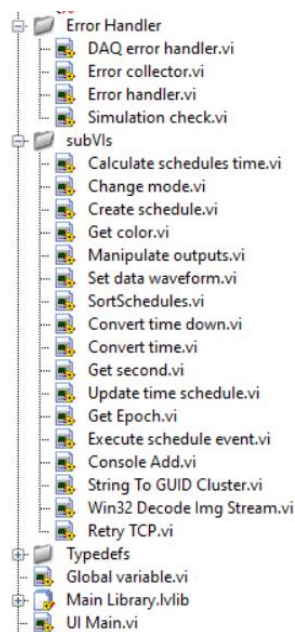 Error Handler
DAQ error handler.vi
Error collector.vi
Error handler.vi
Simulation check.vi
subVIs
Calculate schedules time.vi
Change mode.vi
Create schedule.vi
Get color.vi
Manipulate outputs.vi
Set data waveform.vi
SortSchedules.vi
Convert time down.vi
Convert time.vi
Get second.vi
Update time schedule.vi
Get Epoch.vi
Execute schedule event.vi
Console Add.vi
String To GUID Cluster.vi
Win32 Decode Img Stream.vi
Retry TCP.vi
Typedefs
Global variable.vi
Main Library.lvlib
UI Main.vi